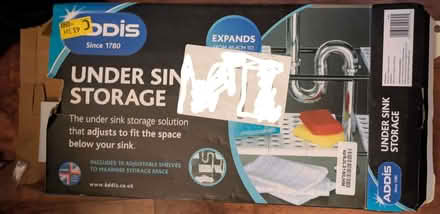 ADDIS
Since 1780
EXPANDS
UNDER SINK
STORAGE
The under sink storage solution
that adjusts to fit the space
below your sink.
INCLUDES 10 ADJUSTABLE SHELVES
TO MAXIMISE STORAGE SPACE
www.addis.co.uk
UNDER SINK
STORAGE
ADDIS